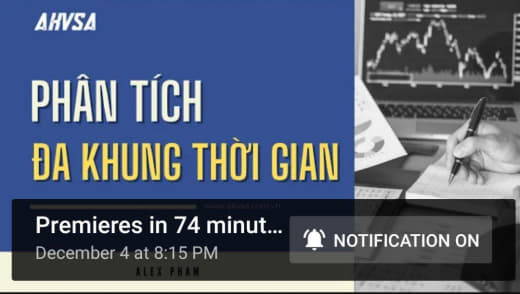 AHVSA
PHÂN TÍCH
ĐA KHUNG THỜI GIAN
Premieres in 74 minut...
December 4 at 8:15 PM
NOTIFICATION ON
ALEX PHAM